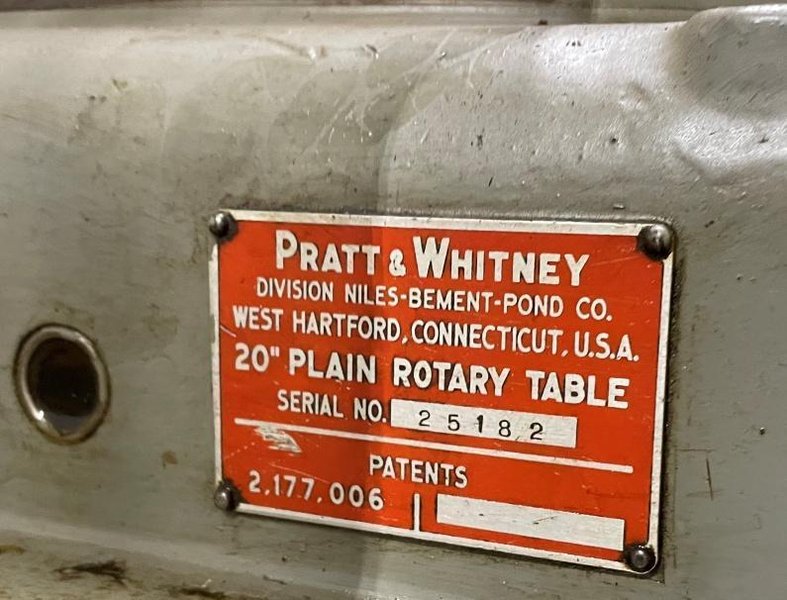 PRATT & WHITNEY
DIVISION NILES-BEMENT-POND CO.
WEST HARTFORD, CONNECTICUT, U.S.A.
20" PLAIN ROTARY TABLE
SERIAL NO. 25182
PATENTS
2,177,006